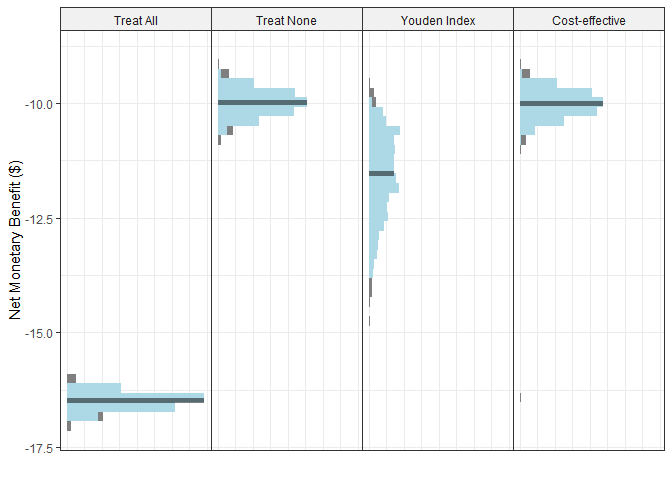 Treat All
Treat None
Youden Index
Cost-effective
Net Monetary Benefit ($)
-10.0
-12.5
-15.0
-17.5